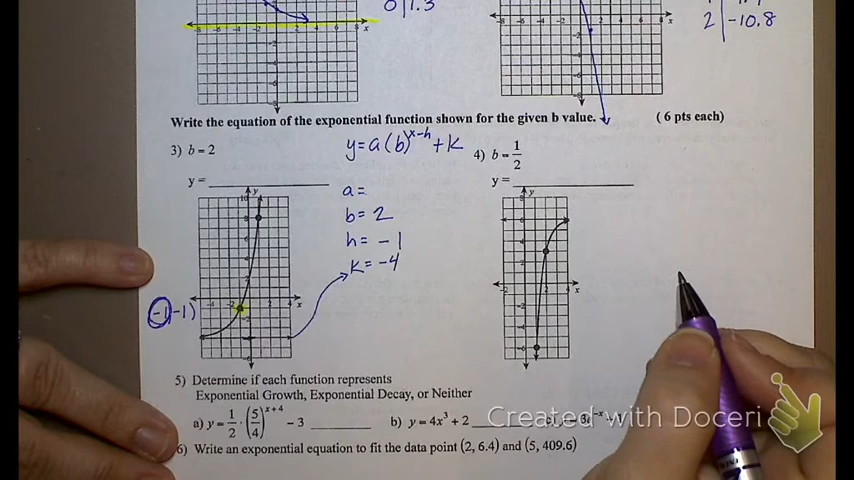 0 | 1.3
2 | -10.8
Write the equation of the exponential function shown for the given b value. ( 6 pts each)
3) b = 2
y = a(b)^x-h + k
4) b = 1/2
y = ____________
y = ____________
a =
b = 2
h = -1
k = -4
(-1, -1)
5) Determine if each function represents
Exponential Growth, Exponential Decay, or Neither
a) y = 1/2 · (5/4)^x+4 - 3 ________
b) y = 4x^3 + 2
Created with Doceri
6) Write an exponential equation to fit the data point (2, 6.4) and (5, 409.6)